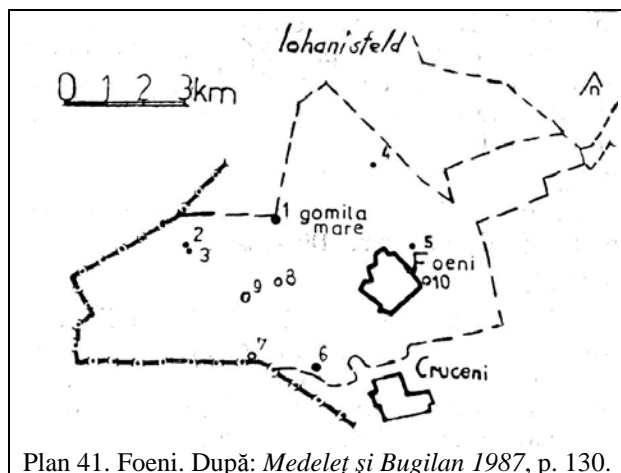 Iohanisfeld
0 1 2 3km
n
4
1 gomila
mare
2
3
5
Foeni
10
9 8
7
6
Cruceni
Plan 41. Foeni. După: Medeleţ şi Bugilan 1987, p. 130.